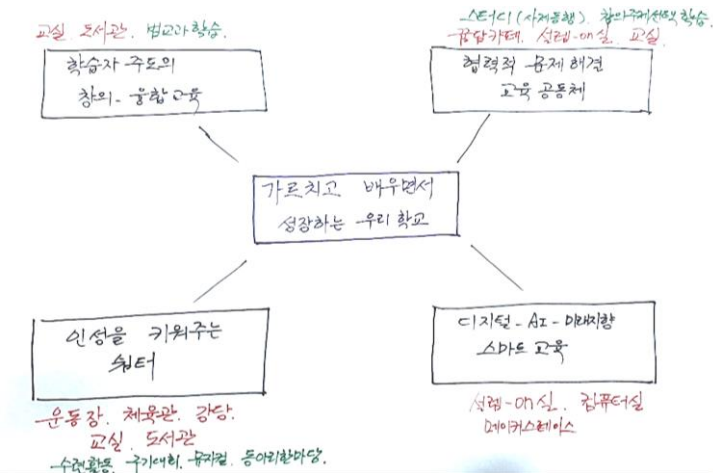 교실, 도서관, 범교과학습.
학습자 주도의
창의-융합교육
스터디(사제동행), 창의주제선택학습.
꿈담카페, 설렘-on실, 교실.
협력적 문제해결
교육공동체
가르치고 배우면서
성장하는 우리학교
인성을 키워주는
쉼터
운동장, 체육관, 강당.
교실, 도서관
수련활동, 구기대회, 뮤지컬, 동아리한마당.
디지털-AI-미래지향
스마트교육
설렘-on실, 컴퓨터실
메이커스페이스